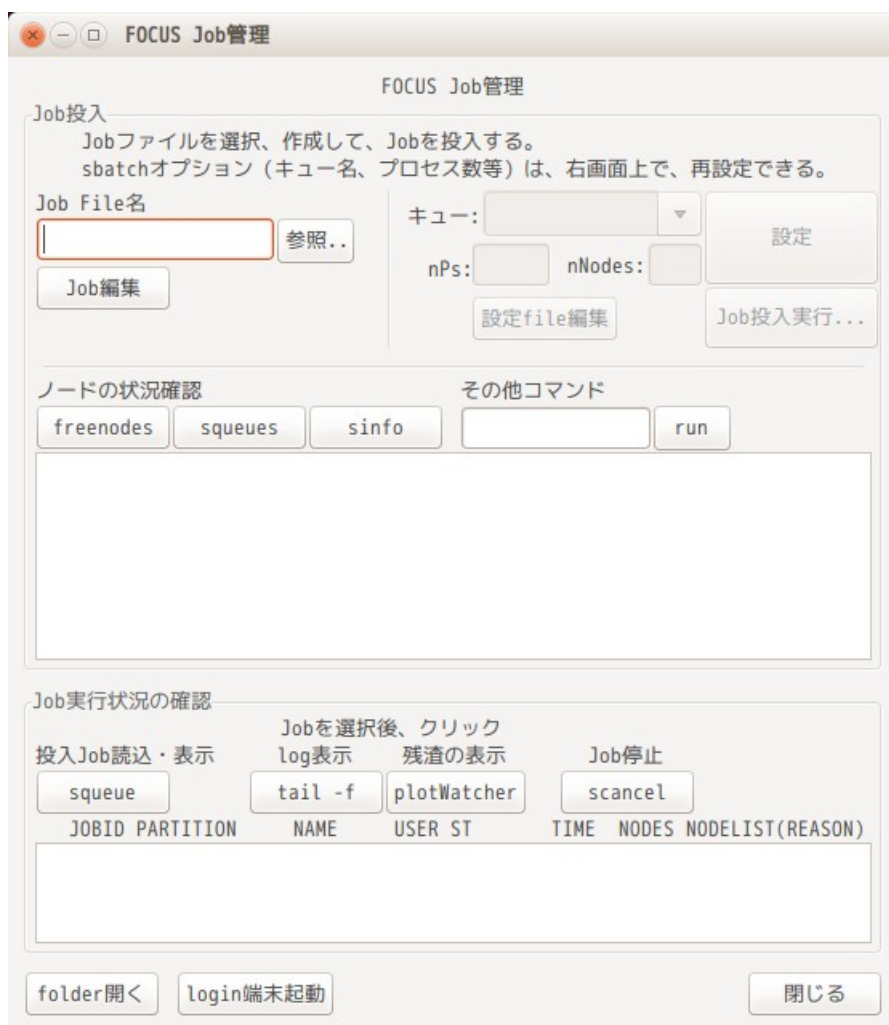 FOCUS Job管理
FOCUS Job管理
Job投入
Jobファイルを選択、作成して、Jobを投入する。
sbatchオプション（キュー名、プロセス数等）は、右画面上で、再設定できる。
Job File名
参照..
Job編集
キュー:
設定
nPs:
nNodes:
設定file編集
Job投入実行...
ノードの状況確認
その他コマンド
freenodes squeues sinfo
run
Job実行状況の確認
Jobを選択後、クリック
投入Job読込・表示 log表示 残渣の表示 Job停止
squeue tail -f plotWatcher scancel
JOBID PARTITION NAME USER ST TIME NODES NODELIST(REASON)
folder開く login端末起動 閉じる